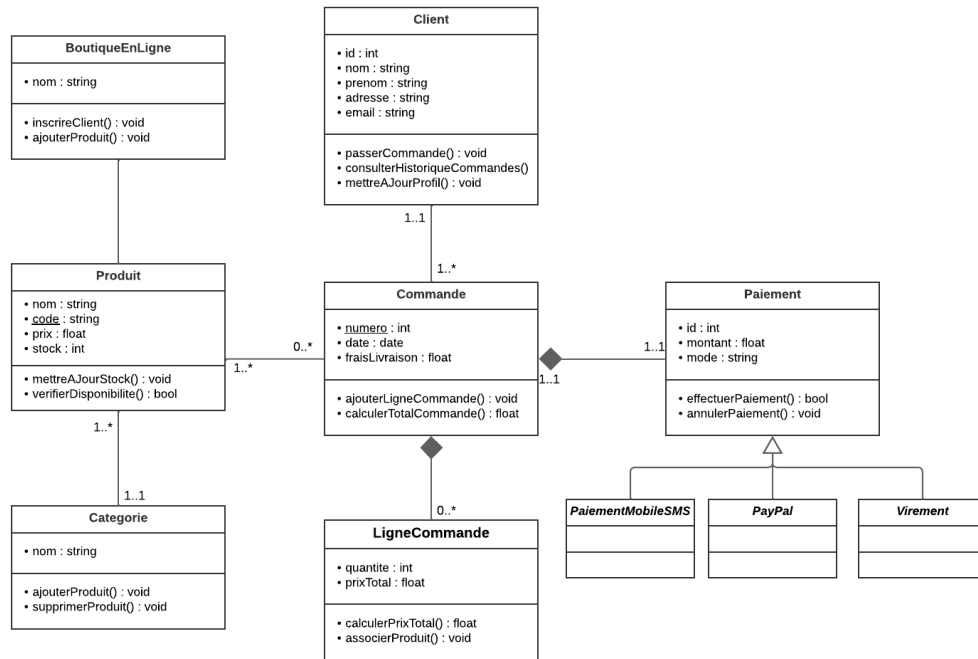 BoutiqueEnLigne
• nom : string
• inscrireClient() : void
• ajouterProduit() : void
Client
• id : int
• nom : string
• prenom : string
• adresse : string
• email : string
• passerCommande() : void
• consulterHistoriqueCommandes()
• mettreAJourProfil() : void
1..1
1..*
Produit
• nom : string
• code : string
• prix : float
• stock : int
• mettreAJourStock() : void
• verifierDisponibilite() : bool
0..*
1..*
Commande
• numero : int
• date : date
• fraisLivraison : float
• ajouterLigneCommande() : void
• calculerTotalCommande() : float
1..1
1..1
Paiement
• id : int
• montant : float
• mode : string
• effectuerPaiement() : bool
• annulerPaiement() : void
1..*
1..1
Categorie
• nom : string
• ajouterProduit() : void
• supprimerProduit() : void
0..*
LigneCommande
• quantite : int
• prixTotal : float
• calculerPrixTotal() : float
• associerProduit() : void
PaiementMobileSMS
PayPal
Virement